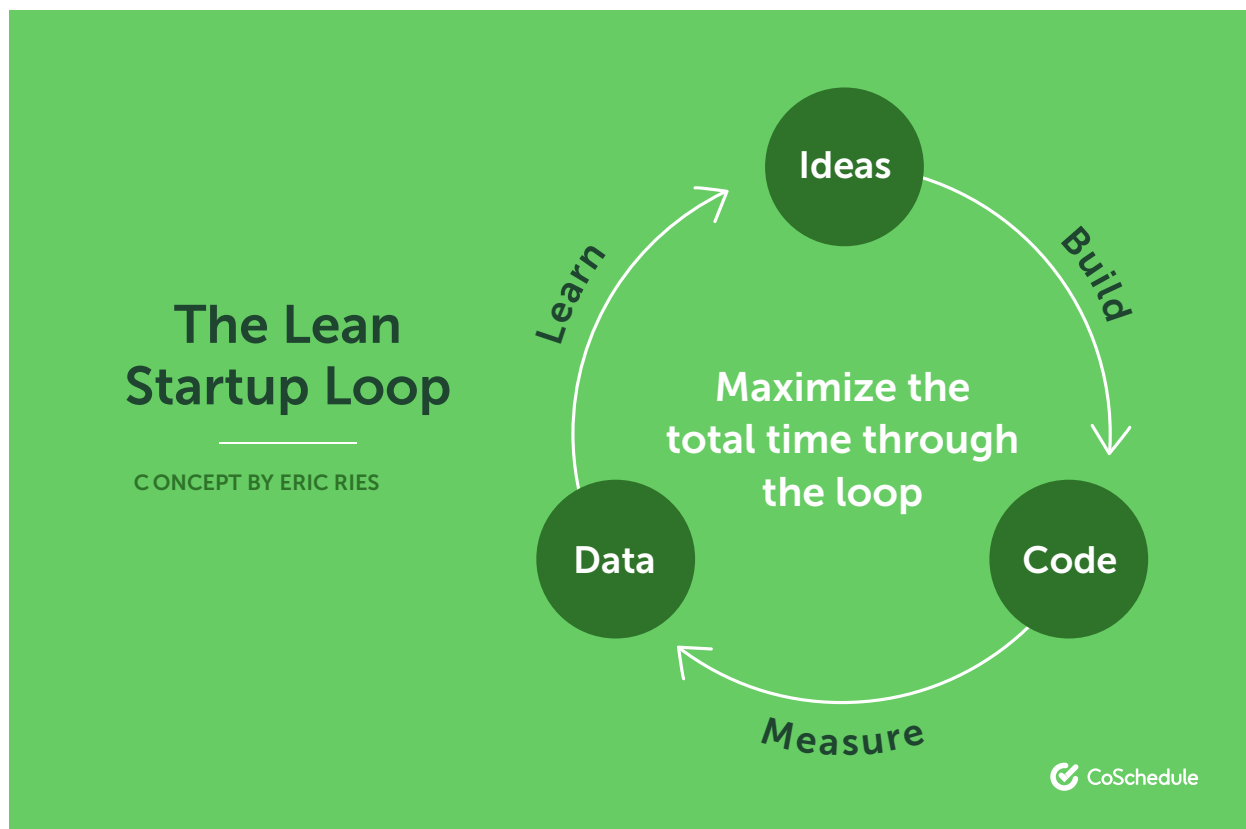 The Lean
Startup Loop
CONCEPT BY ERIC RIES
Ideas
Build
Learn
Maximize the
total time through
the loop
Data
Code
Measure
CoSchedule